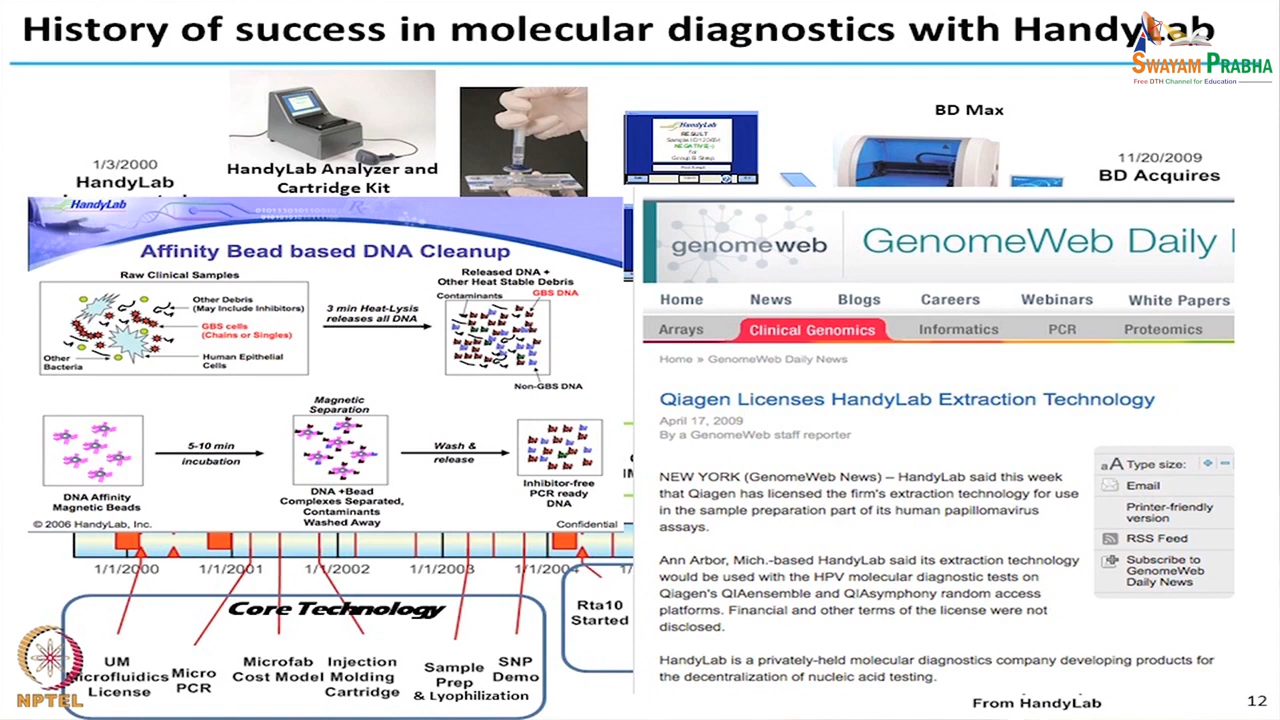 History of success in molecular diagnostics with HandyLab
SWAYAM PRABHA
Free DTH Channel for Education
1/3/2000
HandyLab
HandyLab Analyzer and
Cartridge Kit
HandyLab
RESULT
NEGATIVE(-)
for
Group B Strep
BD Max
11/20/2009
BD Acquires
HandyLab
Affinity Bead based DNA Cleanup
Raw Clinical Samples
Other Debris
(May Include Inhibitors)
GBS cells
(Chains or Singles)
Other
Bacteria
Human Epithelial
Cells
3 min Heat-Lysis
releases all DNA
Released DNA +
Other Heat Stable Debris
Contaminants
GBS DNA
Non-GBS DNA
DNA Affinity
Magnetic Beads
5-10 min
incubation
Magnetic
Separation
DNA +Bead
Complexes Separated,
Contaminants
Washed Away
Wash &
release
Inhibitor-free
PCR ready
DNA
© 2006 HandyLab, Inc.
Confidential
genomeweb
GenomeWeb Daily
Home News Blogs Careers Webinars White Papers
Arrays Clinical Genomics Informatics PCR Proteomics
Home » GenomeWeb Daily News
Qiagen Licenses HandyLab Extraction Technology
April 17, 2009
By a GenomeWeb staff reporter
NEW YORK (GenomeWeb News) – HandyLab said this week
that Qiagen has licensed the firm's extraction technology for use
in the sample preparation part of its human papillomavirus
assays.
Ann Arbor, Mich.-based HandyLab said its extraction technology
would be used with the HPV molecular diagnostic tests on
Qiagen's QIAensemble and QIAsymphony random access
platforms. Financial and other terms of the license were not
disclosed.
HandyLab is a privately-held molecular diagnostics company developing products for
the decentralization of nucleic acid testing.
aA Type size: + −
Email
Printer-friendly
version
RSS Feed
Subscribe to
GenomeWeb
Daily News
1/1/2000 1/1/2001 1/1/2002 1/1/2003 1/1/2004
Core Technology
UM
Microfluidics
License
Micro
PCR
Microfab
Cost Model
Injection
Molding
Cartridge
Sample
Prep
& Lyophilization
SNP
Demo
Rta10
Started
NPTEL
From HandyLab
12